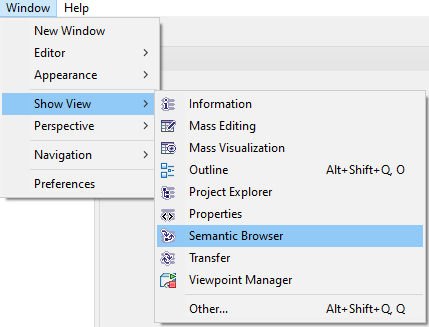 Window Help
New Window
Editor
Appearance
Show View
Perspective
Navigation
Preferences
Information
Mass Editing
Mass Visualization
Outline Alt+Shift+Q, O
Project Explorer
Properties
Semantic Browser
Transfer
Viewpoint Manager
Other... Alt+Shift+Q, Q